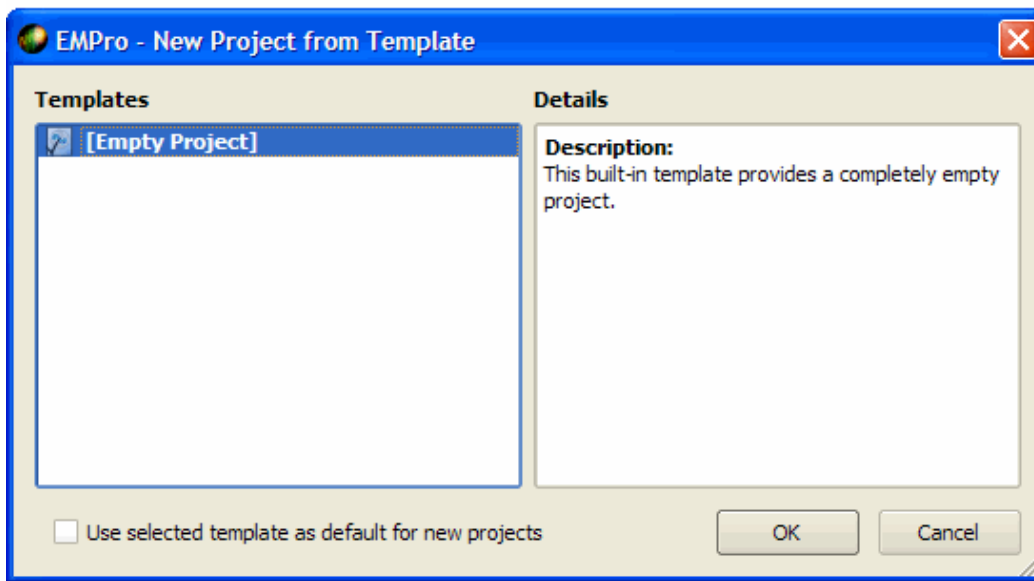 EMPro - New Project from Template
Templates
Details
[Empty Project]
Description:
This built-in template provides a completely empty
project.
Use selected template as default for new projects
OK
Cancel